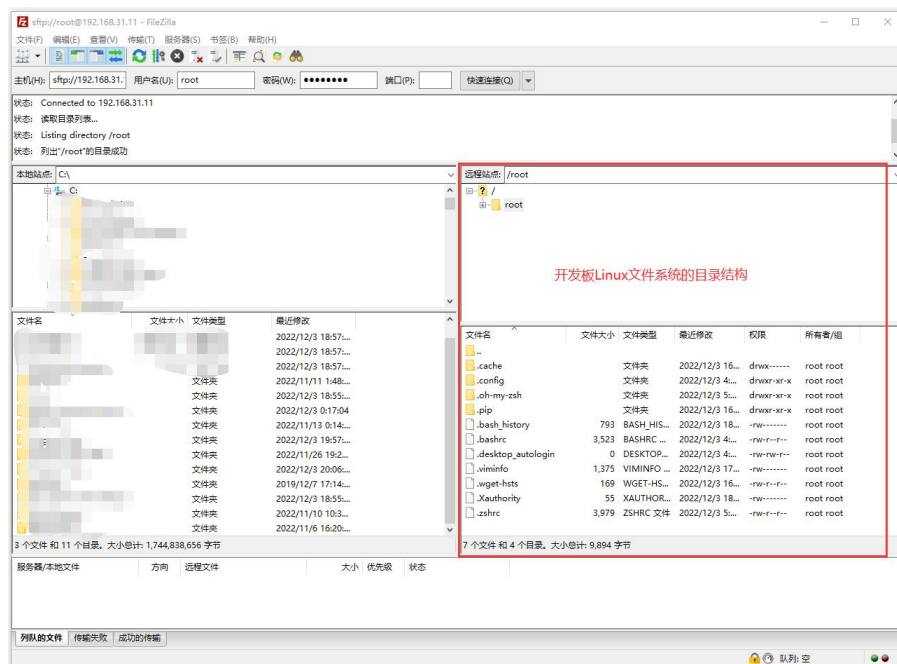 sftp://root@192.168.31.11 - FileZilla
文件(F) 编辑(E) 查看(V) 传输(T) 服务器(S) 书签(B) 帮助(H)
主机(H): sftp://192.168.31. 用户名(U): root 密码(W): ●●●●●●●● 端口(P): 快速连接(Q)
状态: Connected to 192.168.31.11
状态: 读取目录列表...
状态: Listing directory /root
状态: 列出"/root"的目录成功
本地站点: C:\
C:
文件名 文件大小 文件类型 最近修改
2022/12/3 18:57:...
2022/12/3 18:57:...
2022/12/3 18:57:...
文件夹 2022/11/11 1:48:...
文件夹 2022/12/3 18:55:...
文件夹 2022/12/3 0:17:04
文件夹 2022/11/13 0:14:...
文件夹 2022/12/3 19:57:...
文件夹 2022/11/26 19:2...
文件夹 2022/12/3 20:06:...
文件夹 2019/12/7 17:14:...
文件夹 2022/12/3 18:55:...
文件夹 2022/11/10 10:3...
文件夹 2022/11/6 16:20:...
3 个文件 和 11 个目录。大小总计: 1,744,838,656 字节
远程站点: /root
/
root
开发板Linux文件系统的目录结构
文件名 文件大小 文件类型 最近修改 权限 所有者/组
..
.cache 文件夹 2022/12/3 16... drwx------ root root
.config 文件夹 2022/12/3 4:... drwxr-xr-x root root
.oh-my-zsh 文件夹 2022/12/3 5:... drwxr-xr-x root root
.pip 文件夹 2022/12/3 16... drwxr-xr-x root root
.bash_history 793 BASH_HIS... 2022/12/3 18... -rw------- root root
.bashrc 3,523 BASHRC ... 2022/12/3 4:... -rw-r--r-- root root
.desktop_autologin 0 DESKTOP... 2022/12/3 4:... -rw-rw-r-- root root
.viminfo 1,375 VIMINFO ... 2022/12/3 17... -rw------- root root
.wget-hsts 169 WGET-HS... 2022/12/3 16... -rw-r--r-- root root
.Xauthority 55 XAUTHOR... 2022/12/3 18... -rw------- root root
.zshrc 3,979 ZSHRC 文件 2022/12/3 5:... -rw-r--r-- root root
7 个文件 和 4 个目录。大小总计: 9,894 字节
服务器/本地文件 方向 远程文件 大小 优先级 状态
列队的文件 传输失败 成功的传输
队列: 空